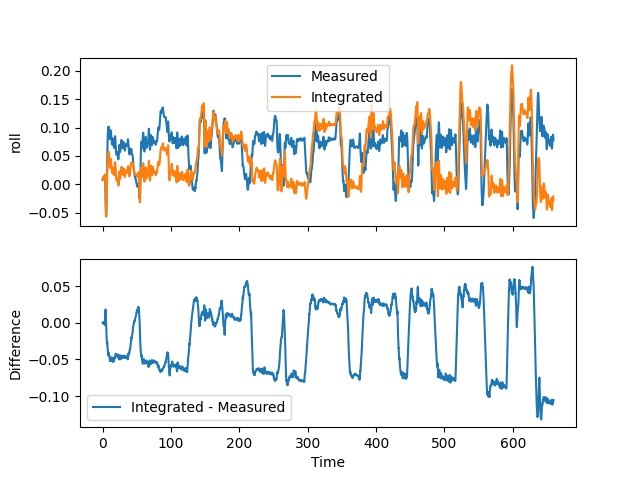 Measured
Integrated
0.20
0.15
0.10
0.05
0.00
−0.05
roll
0.05
0.00
−0.05
−0.10
Difference
Integrated - Measured
0 100 200 300 400 500 600
Time